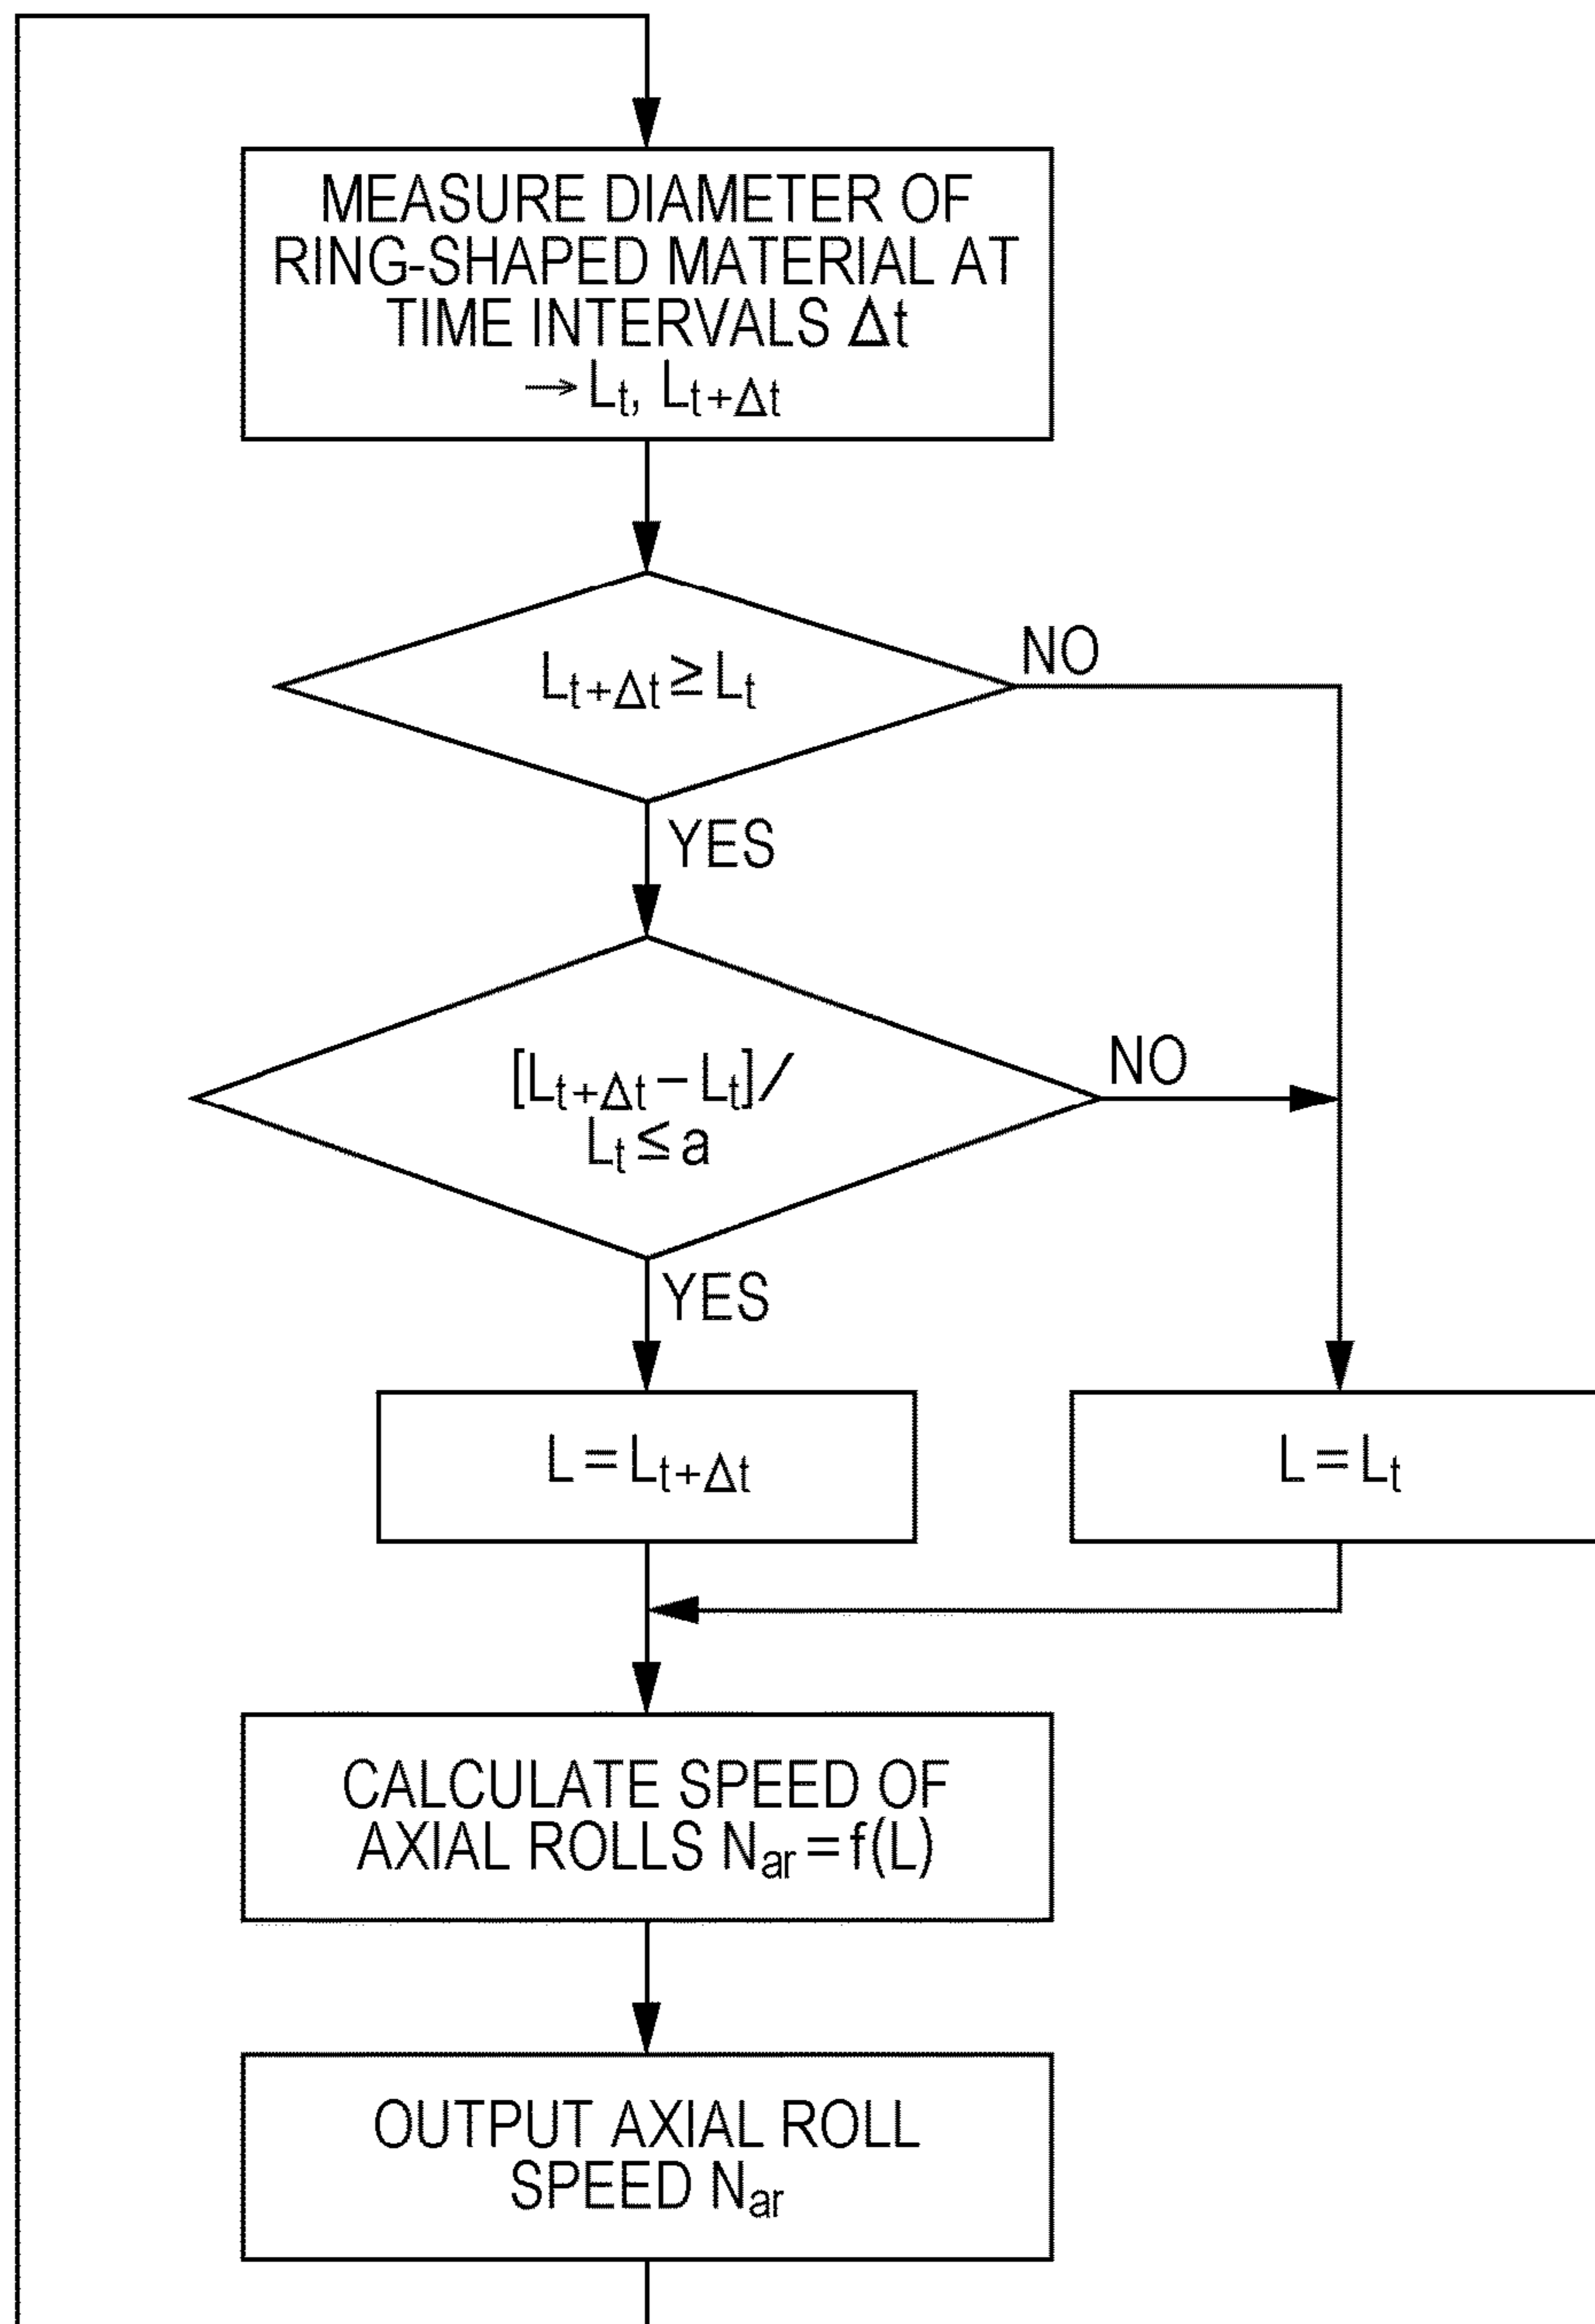 MEASURE DIAMETER OF
RING-SHAPED MATERIAL AT
TIME INTERVALS Δt
→ Lt, Lt+Δt
Lt+Δt ≥ Lt
NO
YES
[Lt+Δt − Lt]/
Lt ≤ a
NO
YES
L = Lt+Δt
L = Lt
CALCULATE SPEED OF
AXIAL ROLLS Nar = f(L)
OUTPUT AXIAL ROLL
SPEED Nar